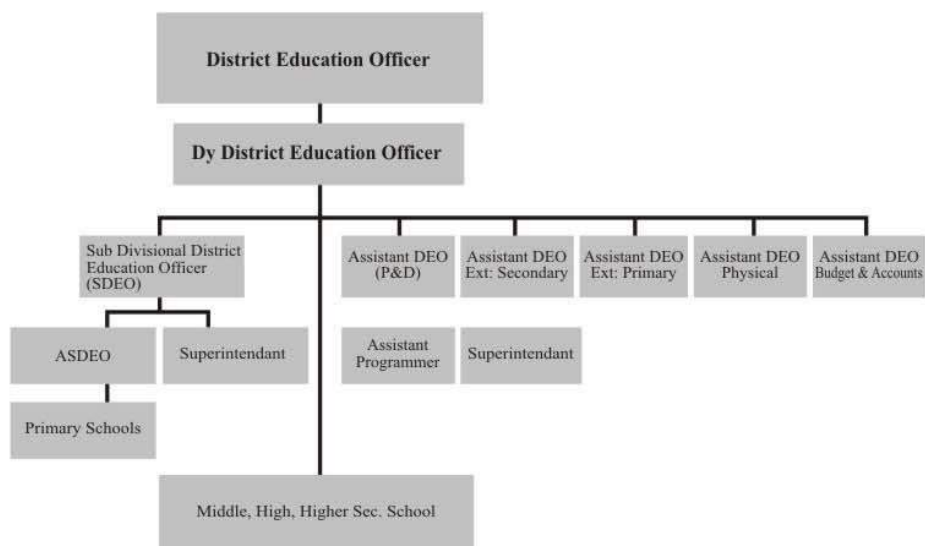 District Education Officer
Dy District Education Officer
Sub Divisional District
Education Officer
(SDEO)
Assistant DEO
(P&D)
Assistant DEO
Ext: Secondary
Assistant DEO
Ext: Primary
Assistant DEO
Physical
Assistant DEO
Budget & Accounts
ASDEO
Superintendant
Assistant
Programmer
Superintendant
Primary Schools
Middle, High, Higher Sec. School